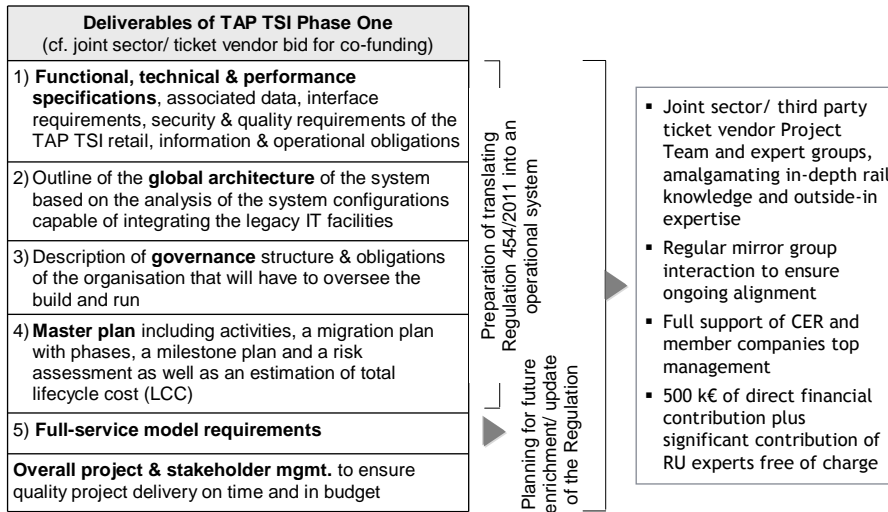 Deliverables of TAP TSI Phase One
(cf. joint sector/ ticket vendor bid for co-funding)
1) Functional, technical & performance
specifications, associated data, interface
requirements, security & quality requirements of the
TAP TSI retail, information & operational obligations
2) Outline of the global architecture of the system
based on the analysis of the system configurations
capable of integrating the legacy IT facilities
3) Description of governance structure & obligations
of the organisation that will have to oversee the
build and run
4) Master plan including activities, a migration plan
with phases, a milestone plan and a risk
assessment as well as an estimation of total
lifecycle cost (LCC)
5) Full-service model requirements
Overall project & stakeholder mgmt. to ensure
quality project delivery on time and in budget
Preparation of translating
Regulation 454/2011 into an
operational system
Planning for future
enrichment/ update
of the Regulation
▪ Joint sector/ third party
ticket vendor Project
Team and expert groups,
amalgamating in-depth rail
knowledge and outside-in
expertise
▪ Regular mirror group
interaction to ensure
ongoing alignment
▪ Full support of CER and
member companies top
management
▪ 500 k€ of direct financial
contribution plus
significant contribution of
RU experts free of charge